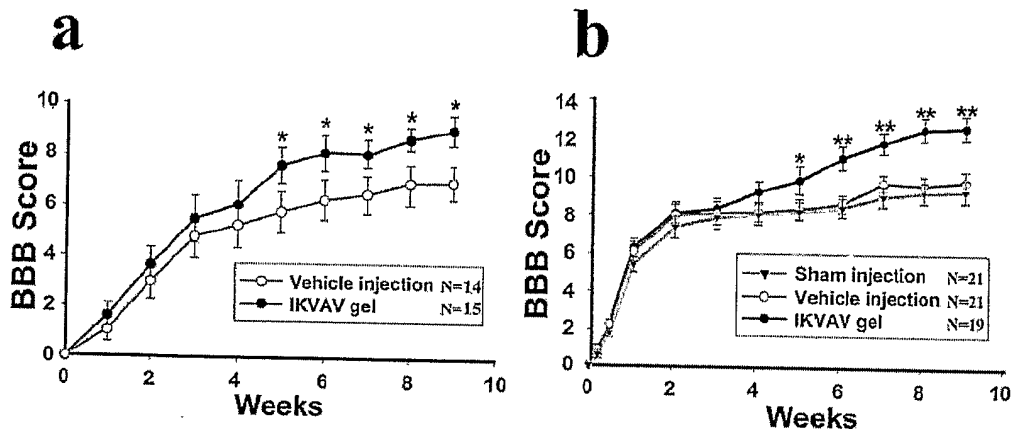 a
10
8
6
4
2
0
BBB Score
* * * * *
Vehicle injection N=14
IKVAV gel N=15
0 2 4 6 8 10
Weeks
b
14
12
10
8
6
4
2
0
BBB Score
* ** ** ** **
Sham injection N=21
Vehicle injection N=21
IKVAV gel N=19
0 2 4 6 8 10
Weeks